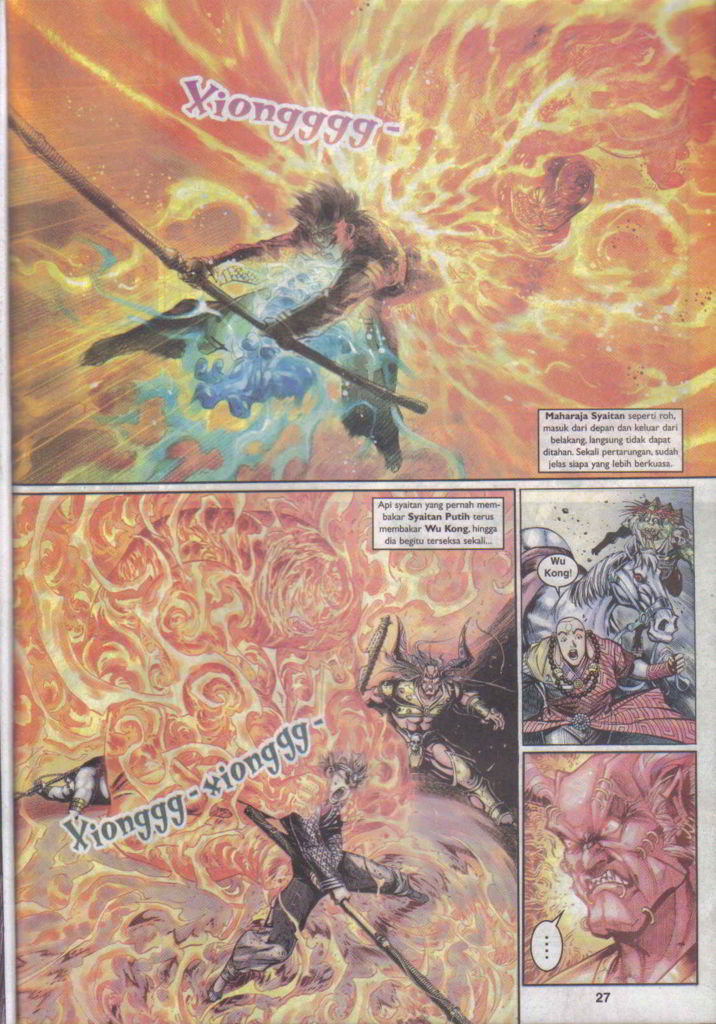 Xiongggg-
Maharaja Syaitan seperti roh,
masuk dari depan dan keluar dari
belakang, langsung tidak dapat
ditahan. Sekali pertarungan, sudah
jelas siapa yang lebih berkuasa.
Api syaitan yang pernah mem-
bakar Syaitan Putih terus
membakar Wu Kong, hingga
dia begitu terseksa sekali...
Wu
Kong!
Xionggg-xionggg-
....
27